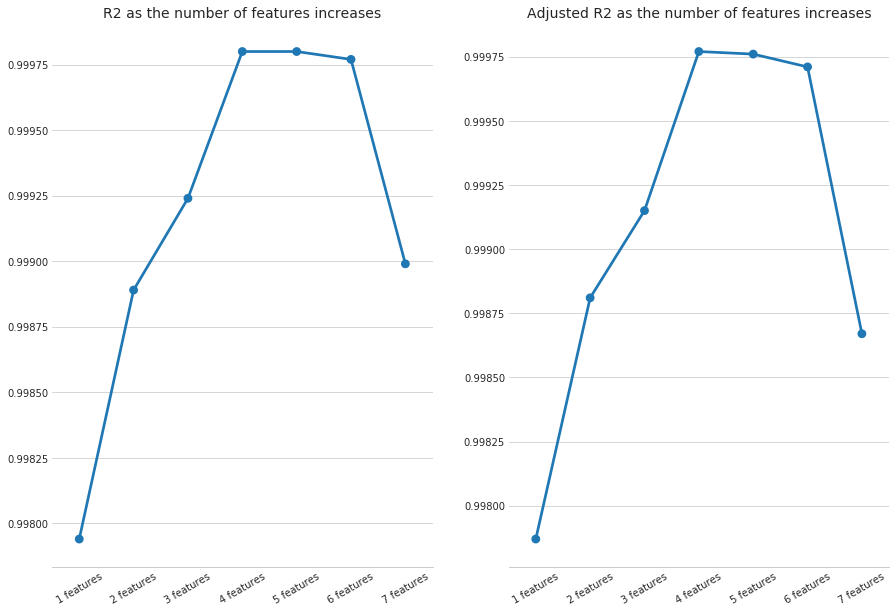 R2 as the number of features increases
0.99975
0.99950
0.99925
0.99900
0.99875
0.99850
0.99825
0.99800
1 features
2 features
3 features
4 features
5 features
6 features
7 features
Adjusted R2 as the number of features increases
0.99975
0.99950
0.99925
0.99900
0.99875
0.99850
0.99825
0.99800
1 features
2 features
3 features
4 features
5 features
6 features
7 features